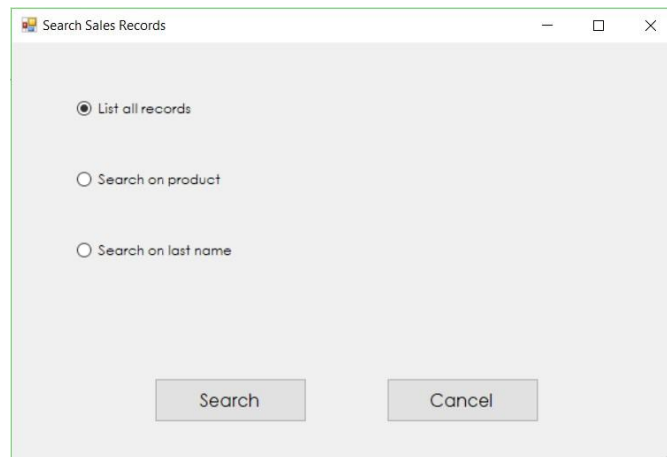 Search Sales Records
List all records
Search on product
Search on last name
Search Cancel